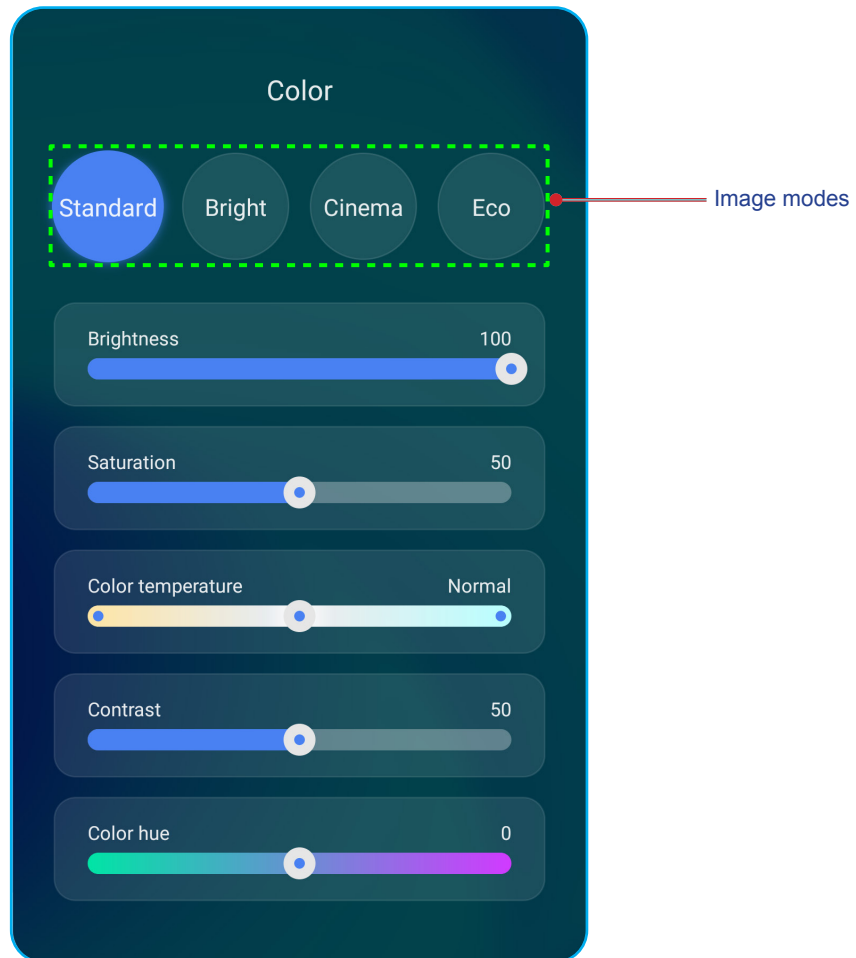 Color
Standard Bright Cinema Eco
Image modes
Brightness 100
Saturation 50
Color temperature Normal
Contrast 50
Color hue 0